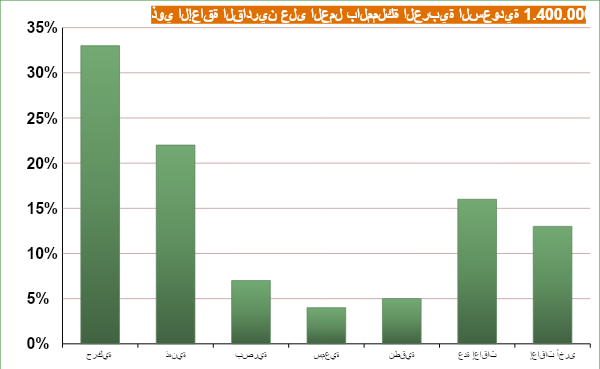 ذوي الإعاقة القادرين على العمل بالمملكة العربية السعودية 1.400.000
35%
30%
25%
20%
15%
10%
5%
0%
حركية
ذهنية
بصرية
سمعية
نطقية
عدة إعاقات
إعاقات أخرى